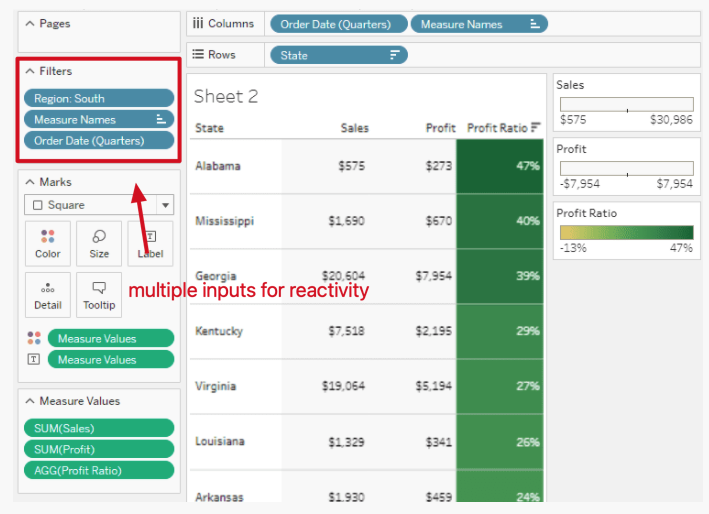 Pages
Columns
Order Date (Quarters)
Measure Names
Rows
State
Filters
Region: South
Measure Names
Order Date (Quarters)
Marks
Square
Color
Size
Label
Detail
Tooltip
Measure Values
Measure Values
Measure Values
SUM(Sales)
SUM(Profit)
AGG(Profit Ratio)
multiple inputs for reactivity
Sheet 2
State Sales Profit Profit Ratio
Alabama $575 $273 47%
Mississippi $1,690 $670 40%
Georgia $20,604 $7,954 39%
Kentucky $7,518 $2,195 29%
Virginia $19,064 $5,194 27%
Louisiana $1,329 $341 26%
Arkansas $1,930 $459 24%
Sales
$575 $30,986
Profit
-$7,954 $7,954
Profit Ratio
-13% 47%